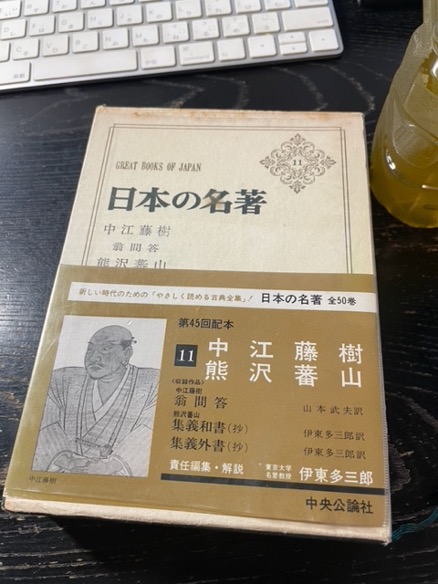 GREAT BOOKS OF JAPAN
11
日本の名著
中江藤樹
翁問答
熊沢蕃山
新しい時代のための「やさしく読める古典全集」! 日本の名著 全50巻
第45回配本
11 中江藤樹
熊沢蕃山
〈収録作品〉
中江藤樹
翁問答 山本武夫訳
熊沢蕃山
集義和書(抄) 伊東多三郎訳
集義外書(抄) 伊東多三郎訳
責任編集・解説 東京大学名誉教授 伊東多三郎
中江藤樹
中央公論社